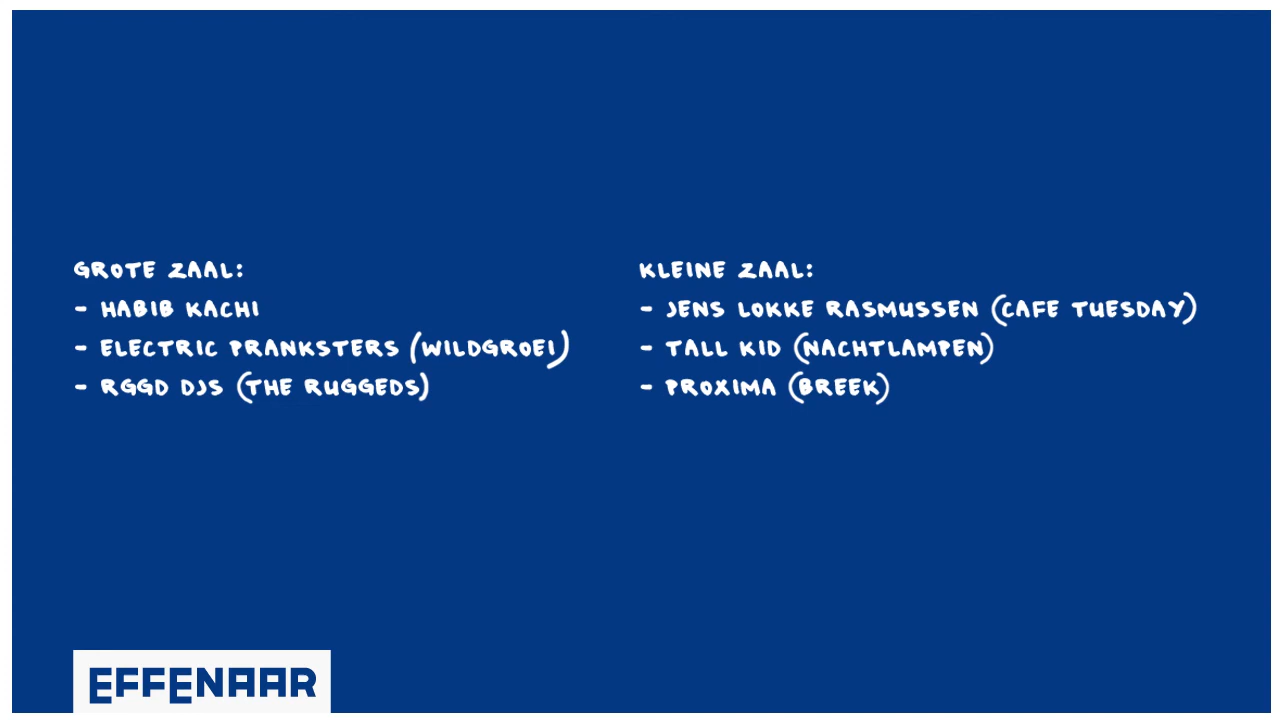 GROTE ZAAL:
- HABIB KACHI
- ELECTRIC PRANKSTERS (WILDGROEI)
- RGGD DJS (THE RUGGEDS)
KLEINE ZAAL:
- JENS LOKKE RASMUSSEN (CAFE TUESDAY)
- TALL KID (NACHTLAMPEN)
- PROXIMA (BREEK)
EFFENAAR